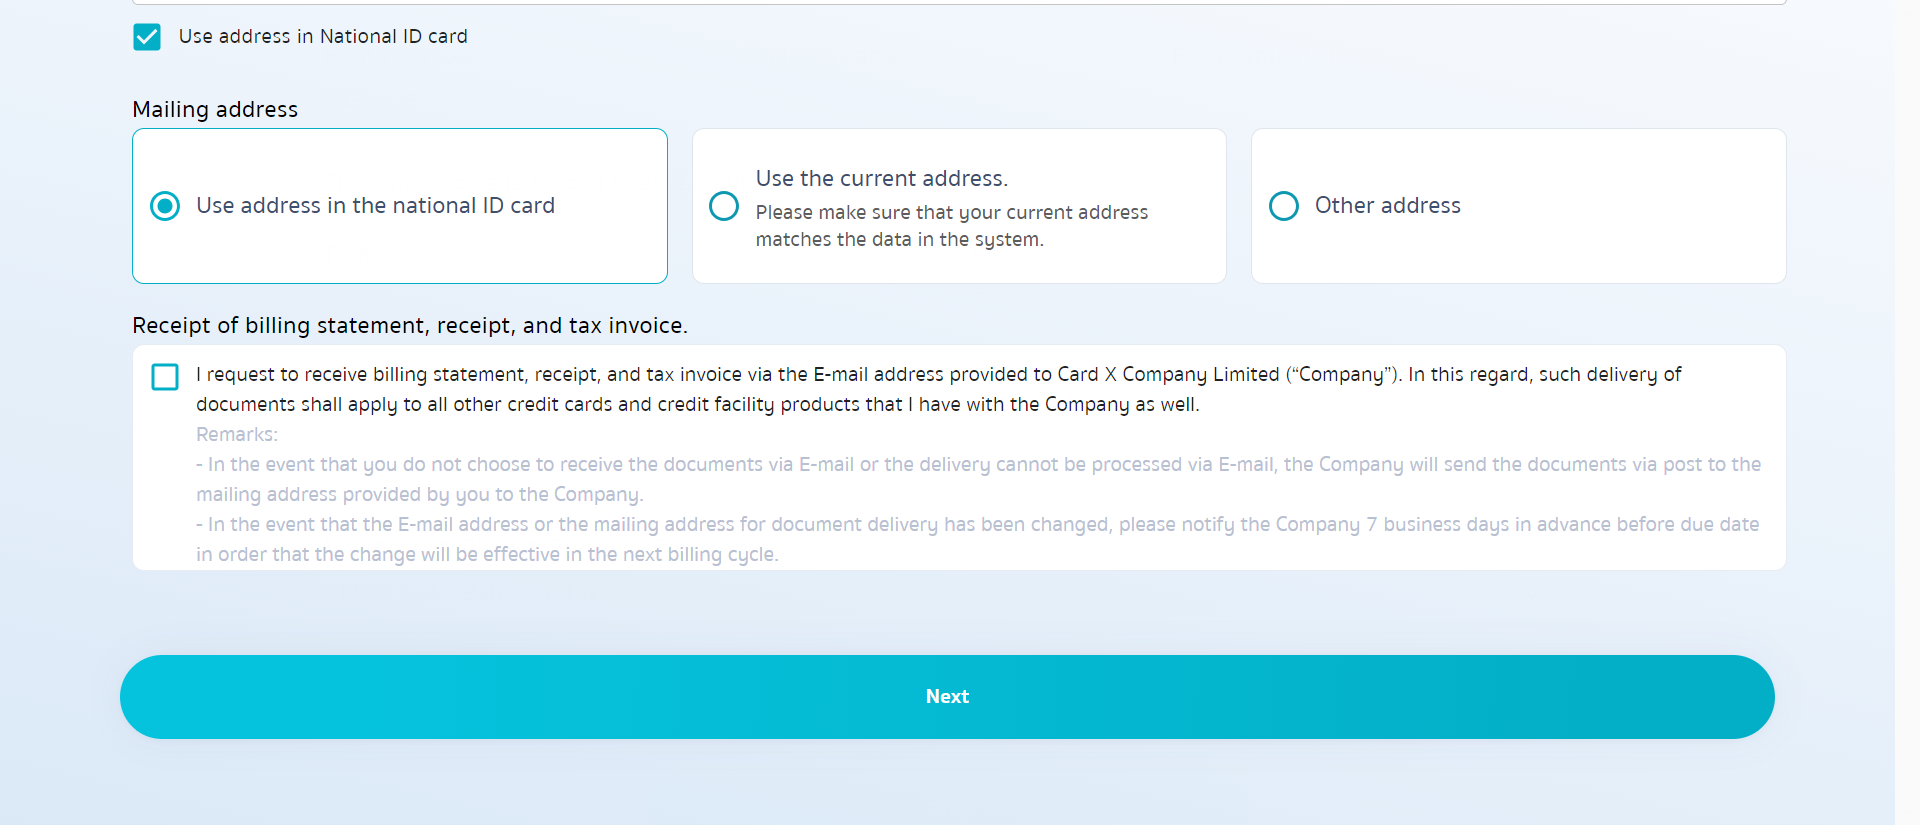 Use address in National ID card
Mailing address
Use address in the national ID card
Use the current address.
Please make sure that your current address
matches the data in the system.
Other address
Receipt of billing statement, receipt, and tax invoice.
I request to receive billing statement, receipt, and tax invoice via the E-mail address provided to Card X Company Limited (“Company”). In this regard, such delivery of
documents shall apply to all other credit cards and credit facility products that I have with the Company as well.
Remarks:
- In the event that you do not choose to receive the documents via E-mail or the delivery cannot be processed via E-mail, the Company will send the documents via post to the
mailing address provided by you to the Company.
- In the event that the E-mail address or the mailing address for document delivery has been changed, please notify the Company 7 business days in advance before due date
in order that the change will be effective in the next billing cycle.
Next